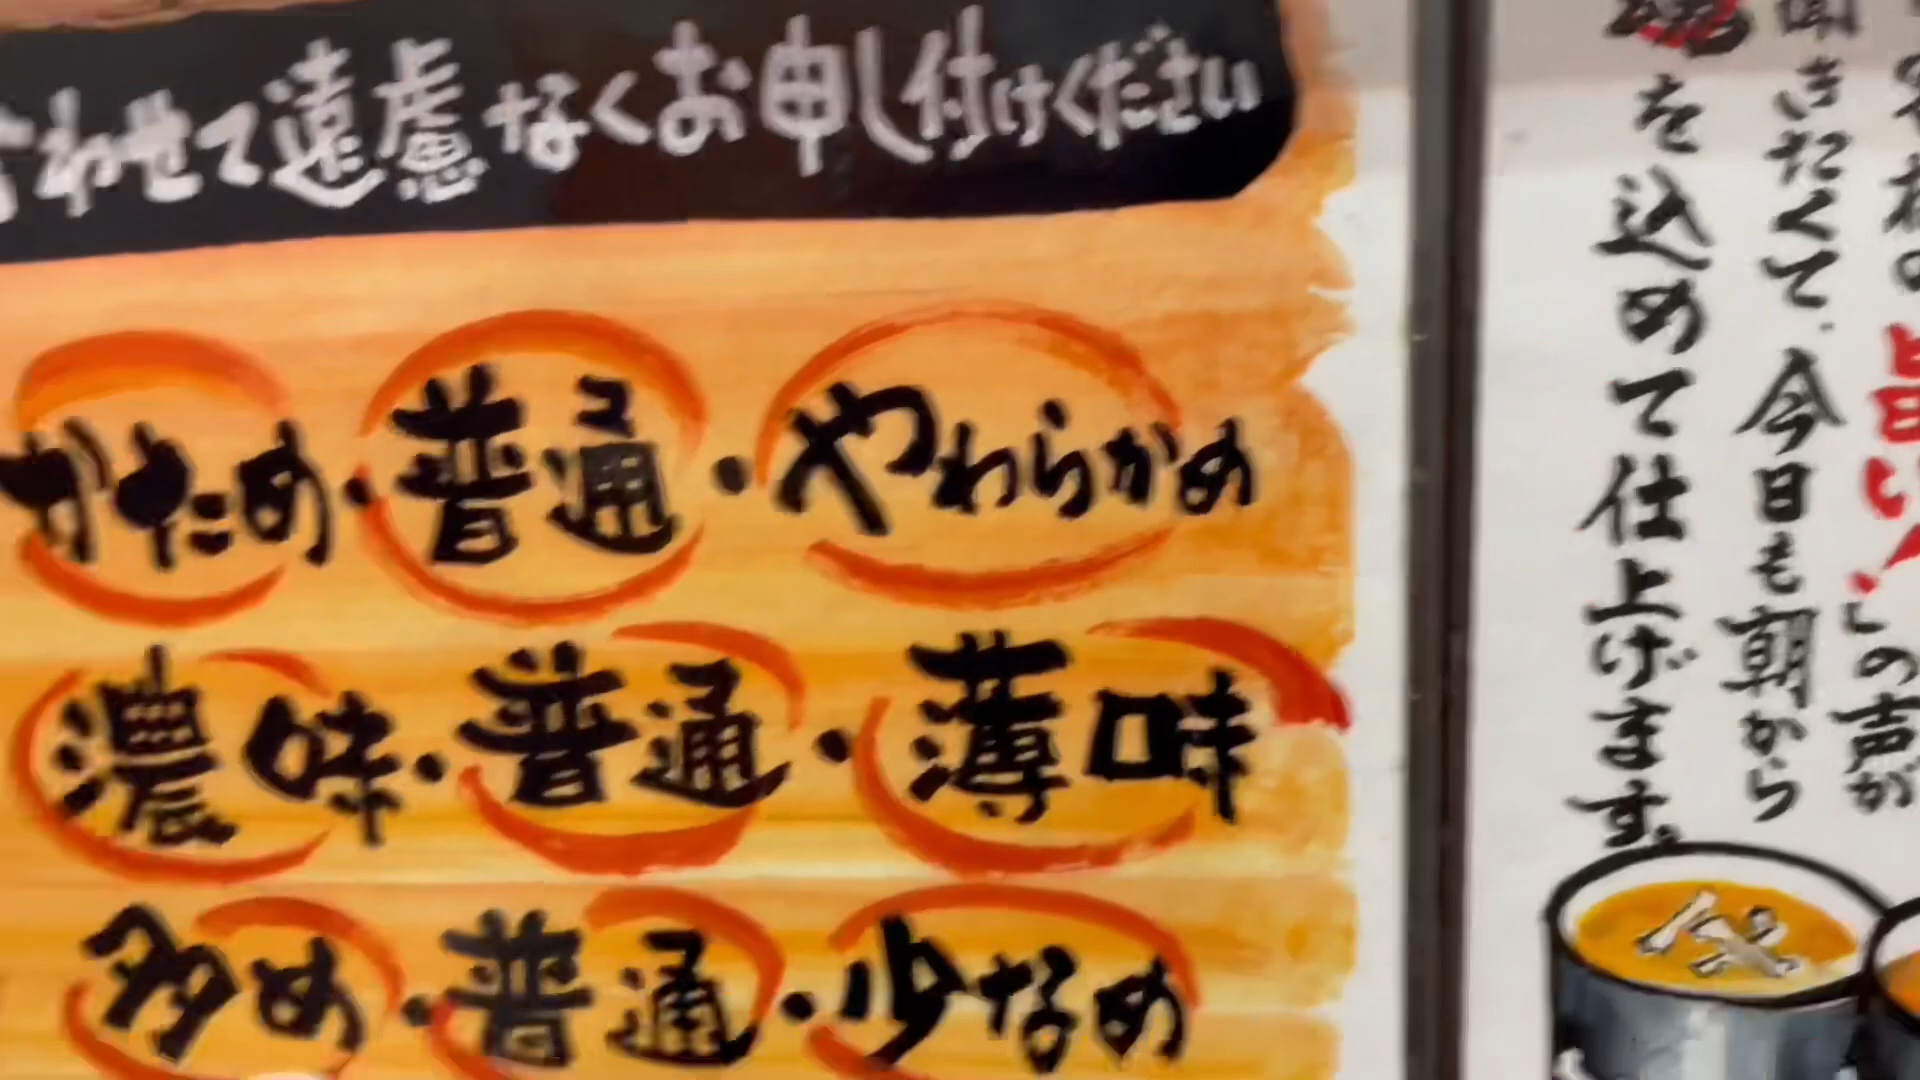 わせて遠慮なくお申し付けください
かため・普通・やわらかめ
濃味・普通・薄味
多め・普通・少なめ
旨い!」の声が
聞きたくて、今日も朝から
魂を込めて仕上げます。